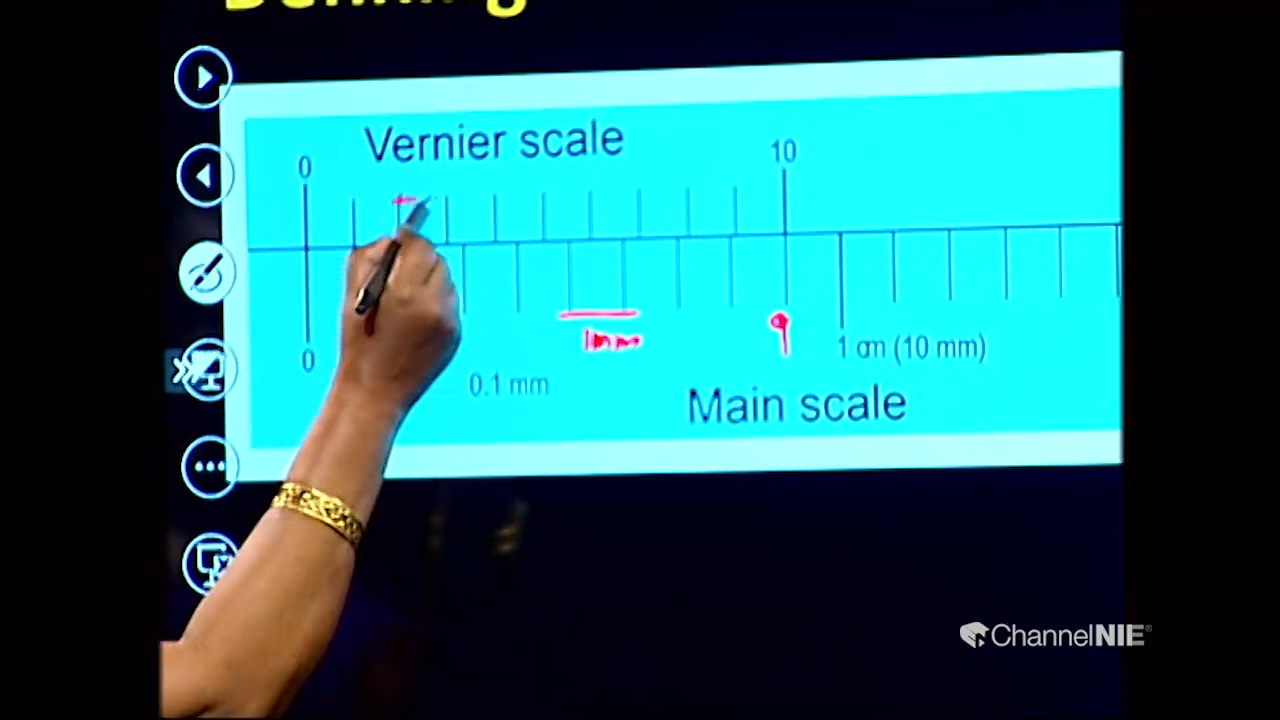 0
Vernier scale
10
0
1mm
9
1 cm (10 mm)
0.1 mm
Main scale
ChannelNIE